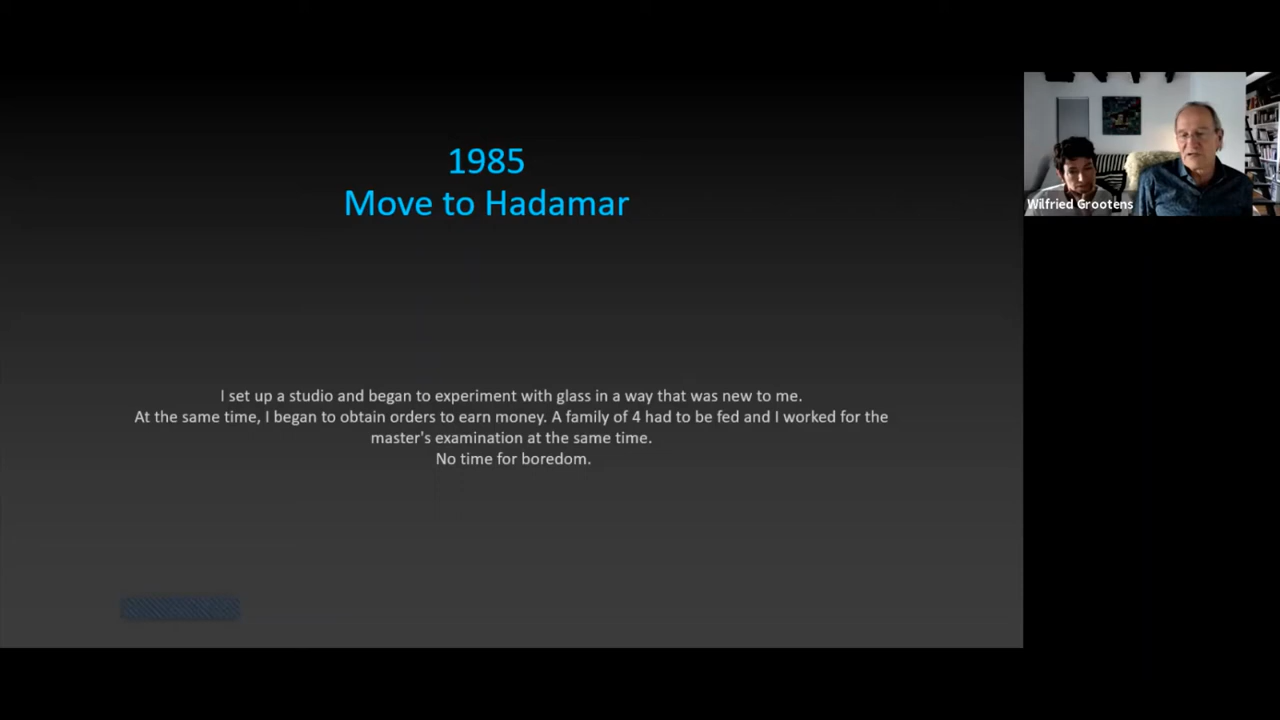 1985
Move to Hadamar
I set up a studio and began to experiment with glass in a way that was new to me.
At the same time, I began to obtain orders to earn money. A family of 4 had to be fed and I worked for the
master's examination at the same time.
No time for boredom.
Wilfried Grootens